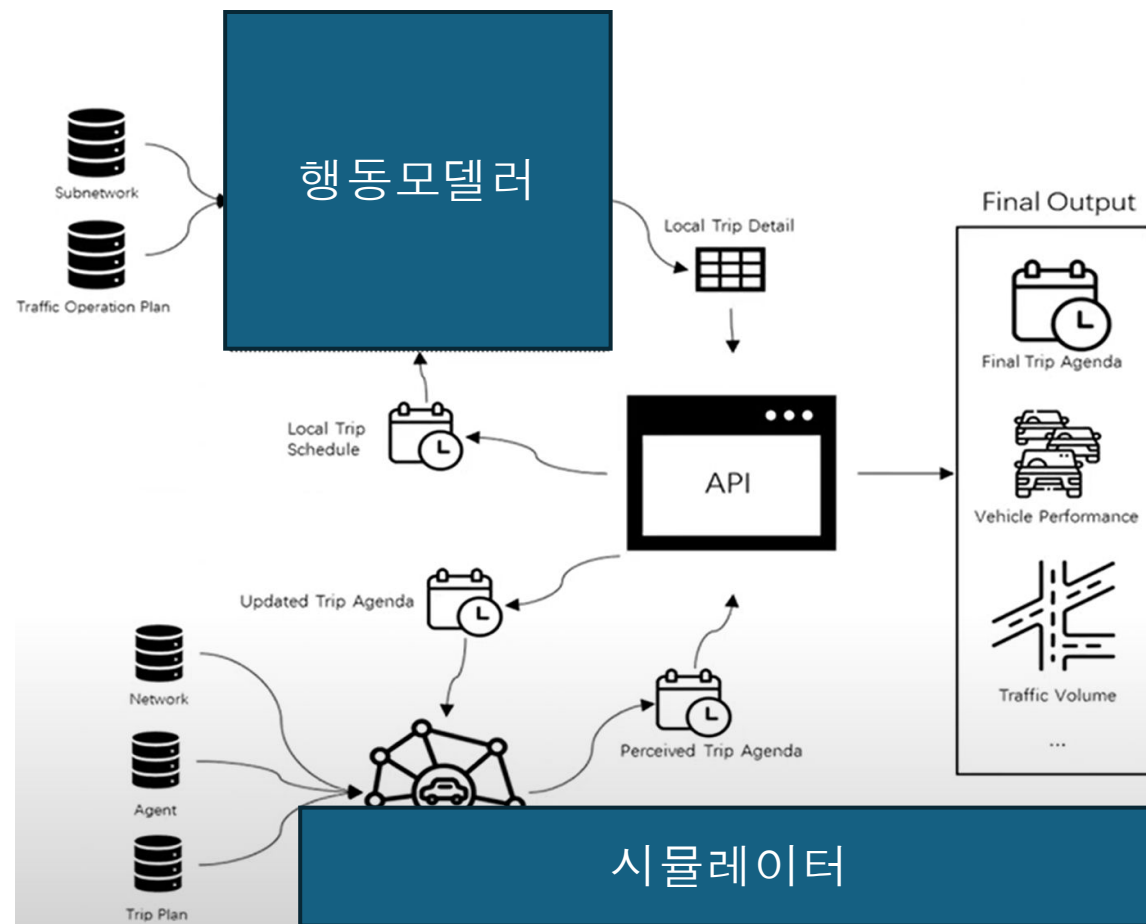 행동모델러
Subnetwork
Traffic Operation Plan
Local Trip Detail
Final Output
Final Trip Agenda
Local Trip
Schedule
API
Vehicle Performance
Updated Trip Agenda
Network
Perceived Trip Agenda
Traffic Volume
...
Agent
시뮬레이터
Trip Plan